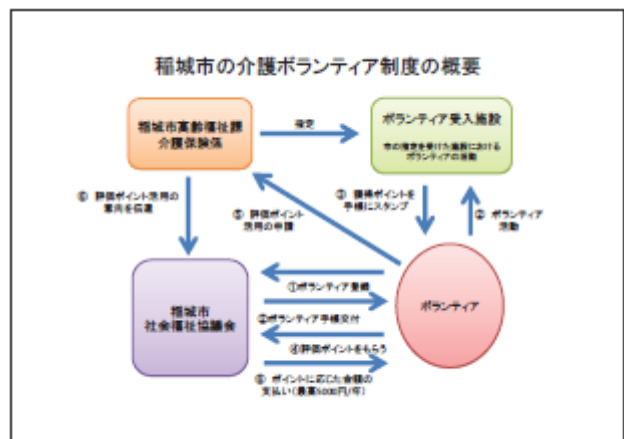 稲城市の介護ボランティア制度の概要
稲城市高齢福祉課
介護保険係
指定
ボランティア受入施設
市の指定を受けた施設における
ボランティアの活動
⑥ 評価ポイント活用の
意向を伝達
⑤ 評価ポイント
活用の申請
③ 獲得ポイントを
手帳にスタンプ
② ボランティア
活動
稲城市
社会福祉協議会
①ボランティア登録
②ボランティア手帳交付
④評価ポイントをもらう
ボランティア
ポイントに応じた金額の
支払い(最高5000円/年)